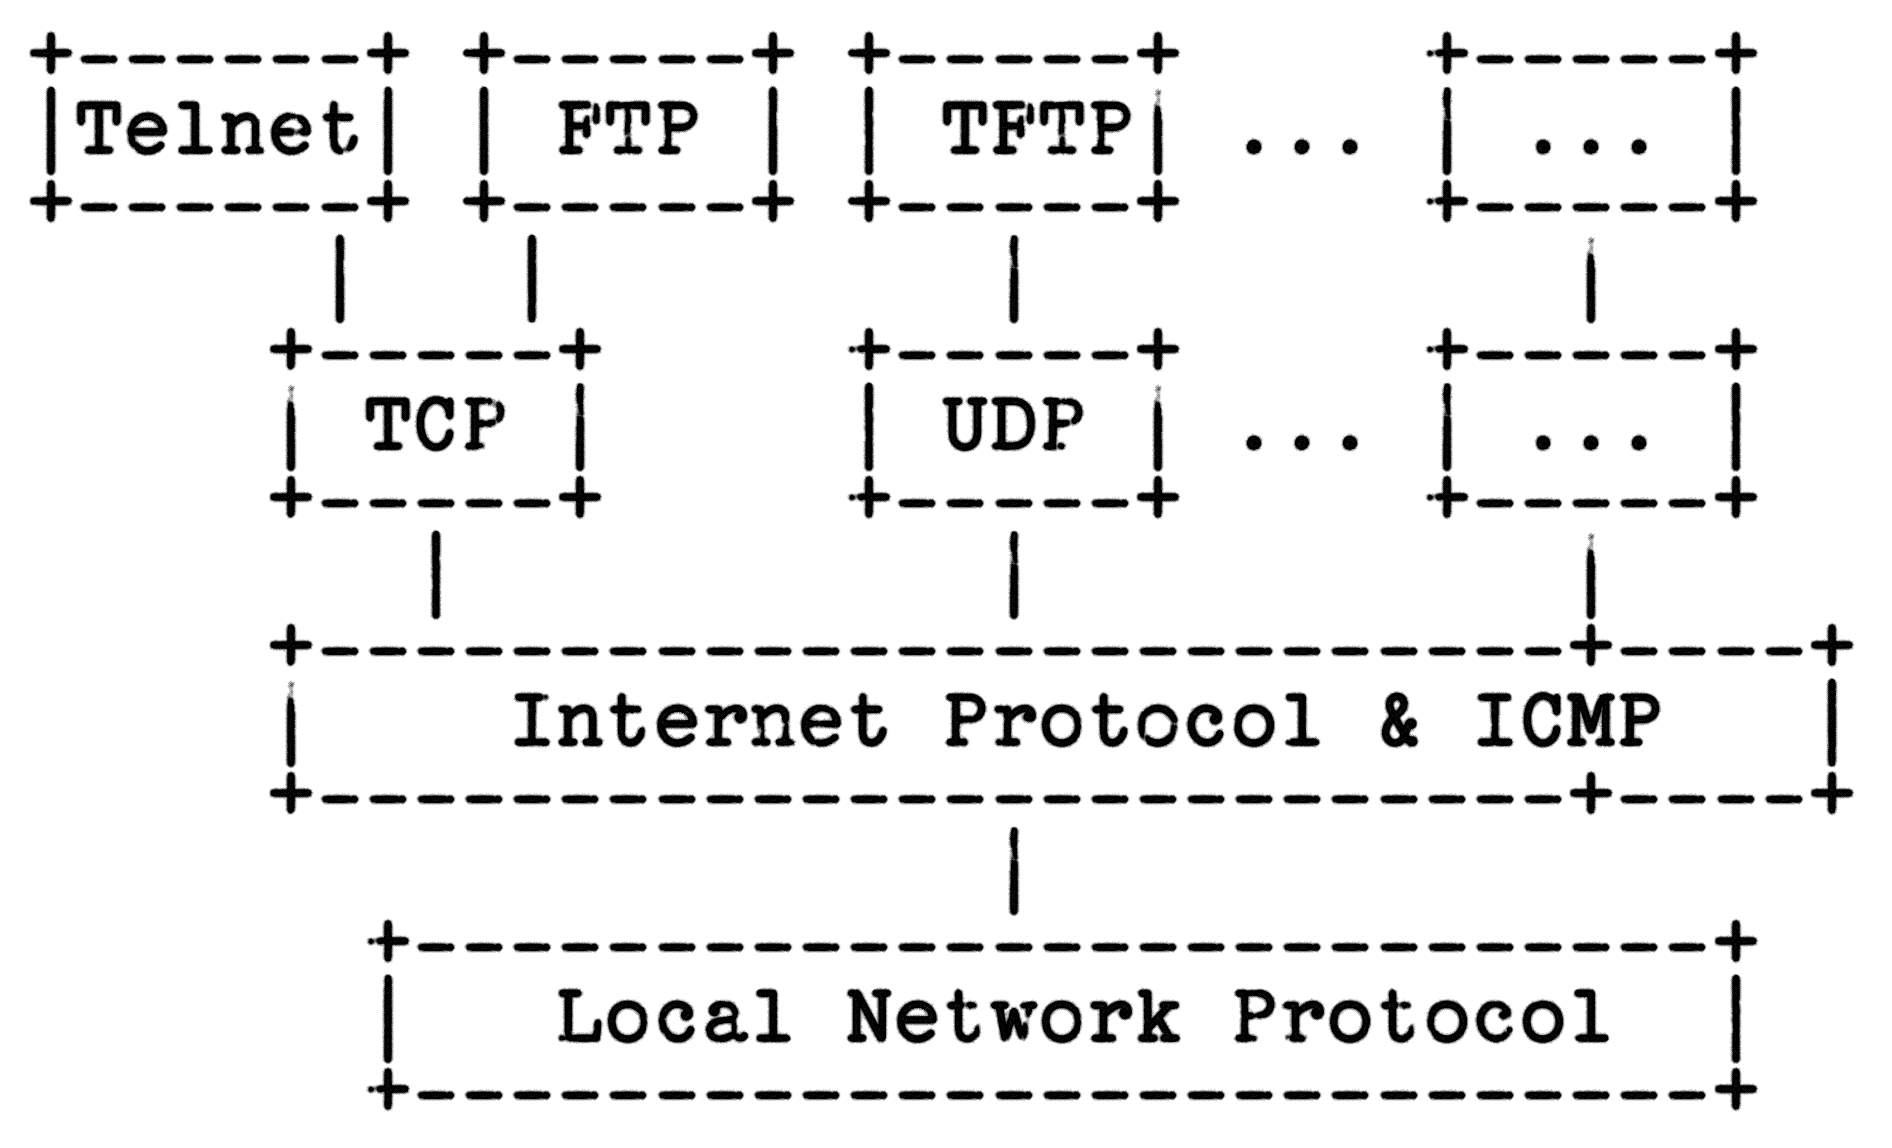 Telnet FTP TFTP ... ...
TCP UDP ... ...
Internet Protocol & ICMP
Local Network Protocol